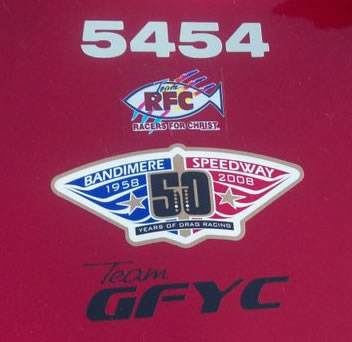 5454
Team
RFC
RACERS FOR CHRIST
BANDIMERE SPEEDWAY
1958 50 2008
YEARS OF DRAG RACING
Team
GFYC